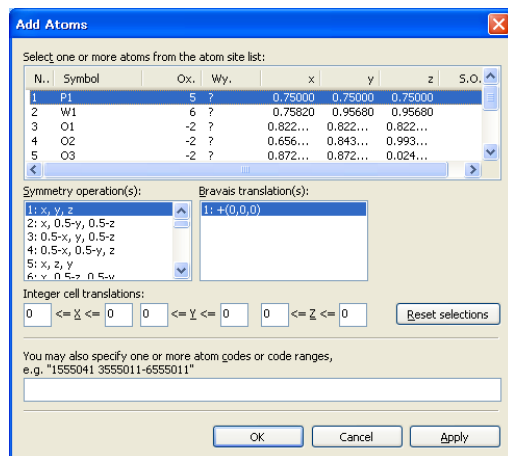 Add Atoms
Select one or more atoms from the atom site list:
N.. Symbol Ox. Wy. x y z S.O.
1 P1 5 ? 0.75000 0.75000 0.75000
2 W1 6 ? 0.75820 0.95680 0.95680
3 O1 -2 ? 0.822... 0.822... 0.822...
4 O2 -2 ? 0.656... 0.843... 0.993...
5 O3 -2 ? 0.872... 0.872... 0.024...
Symmetry operation(s): Bravais translation(s):
1: x, y, z 1: +(0,0,0)
2: x, 0.5-y, 0.5-z
3: 0.5-x, y, 0.5-z
4: 0.5-x, 0.5-y, z
5: x, z, y
6: x, 0.5-z, 0.5-y
Integer cell translations:
0 <= X <= 0 0 <= Y <= 0 0 <= Z <= 0 Reset selections
You may also specify one or more atom codes or code ranges,
e.g. "1555041 3555011-6555011"
OK Cancel Apply